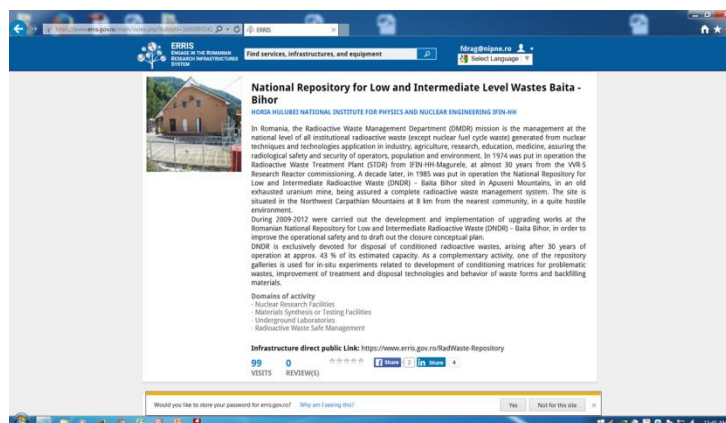 https://www.erris.gov.ro/main/index.php?
ERRIS
ERRIS
ENGAGE IN THE ROMANIAN
RESEARCH INFRASTRUCTURES
SYSTEM
Find services, infrastructures, and equipment
fdrag@nipne.ro
Select Language
National Repository for Low and Intermediate Level Wastes Baita -
Bihor
HORIA HULUBEI NATIONAL INSTITUTE FOR PHYSICS AND NUCLEAR ENGINEERING IFIN-HH
In Romania, the Radioactive Waste Management Department (DMDR) mission is the management at the
national level of all institutional radioactive waste (except nuclear fuel cycle waste) generated from nuclear
techniques and technologies application in industry, agriculture, research, education, medicine, assuring the
radiological safety and security of operators, population and environment. In 1974 was put in operation the
Radioactive Waste Treatment Plant (STDR) from IFIN-HH-Magurele, at almost 30 years from the VVR-S
Research Reactor commissioning. A decade later, in 1985 was put in operation the National Repository for
Low and Intermediate Radioactive Waste (DNDR) – Baita Bihor sited in Apuseni Mountains, in an old
exhausted uranium mine, being assured a complete radioactive waste management system. The site is
situated in the Northwest Carpathian Mountains at 8 km from the nearest community, in a quite hostile
environment.
During 2009-2012 were carried out the development and implementation of upgrading works at the
Romanian National Repository for Low and Intermediate Radioactive Waste (DNDR) – Baita Bihor, in order to
improve the operational safety and to draft out the closure conceptual plan.
DNDR is exclusively devoted for disposal of conditioned radioactive wastes, arising after 30 years of
operation at approx. 43 % of its estimated capacity. As a complementary activity, one of the repository
galleries is used for in-situ experiments related to development of conditioning matrices for problematic
wastes, improvement of treatment and disposal technologies and behavior of waste forms and backfilling
materials.
Domains of activity
- Nuclear Research Facilities
- Materials Synthesis or Testing Facilities
- Underground Laboratories
- Radioactive Waste Safe Management
Infrastructure direct public Link: https://www.erris.gov.ro/RadWaste-Repository
99 0 Share 2 Share 4
VISITS REVIEW(S)
Would you like to store your password for erris.gov.ro? Why am I seeing this? Yes Not for this site